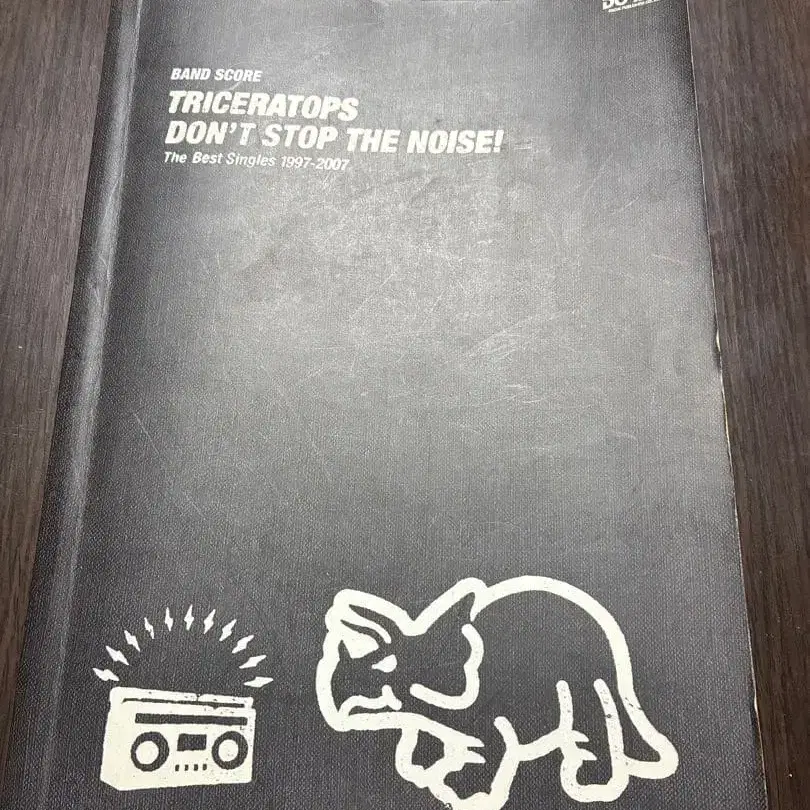 BAND SCORE
TRICERATOPS
DON'T STOP THE NOISE!
The Best Singles 1997-2007